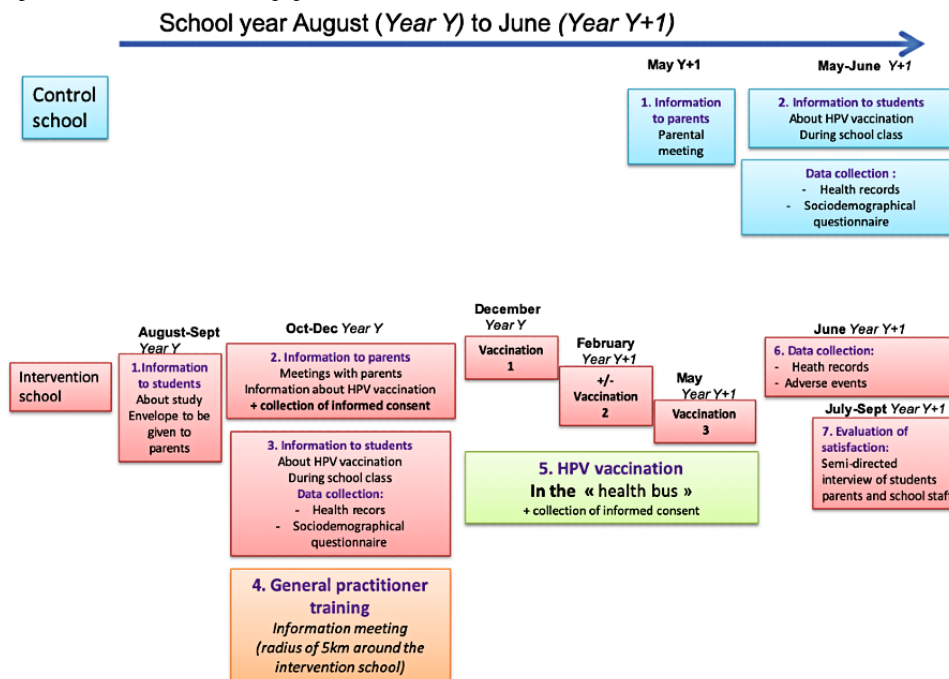 School year August (Year Y) to June (Year Y+1)
Control
school
May Y+1
1. Information
to parents
Parental
meeting
May-June Y+1
2. Information to students
About HPV vaccination
During school class
Data collection :
- Health records
- Sociodemographical
questionnaire
Intervention
school
August-Sept
Year Y
1.Information
to students
About study
Envelope to be
given to
parents
Oct-Dec Year Y
2. Information to parents
Meetings with parents
Information about HPV vaccination
+ collection of informed consent
3. Information to students
About HPV vaccination
During school class
Data collection:
- Health recors
- Sociodemographical
questionnaire
4. General practitioner
training
Information meeting
(radius of 5km around the
intervention school)
December
Year Y
Vaccination
1
February
Year Y+1
+/-
Vaccination
2
May
Year Y+1
Vaccination
3
5. HPV vaccination
In the « health bus »
+ collection of informed consent
June Year Y+1
6. Data collection:
- Heath records
- Adverse events
July-Sept Year Y+1
7. Evaluation of
satisfaction:
Semi-directed
interview of students
parents and school staff